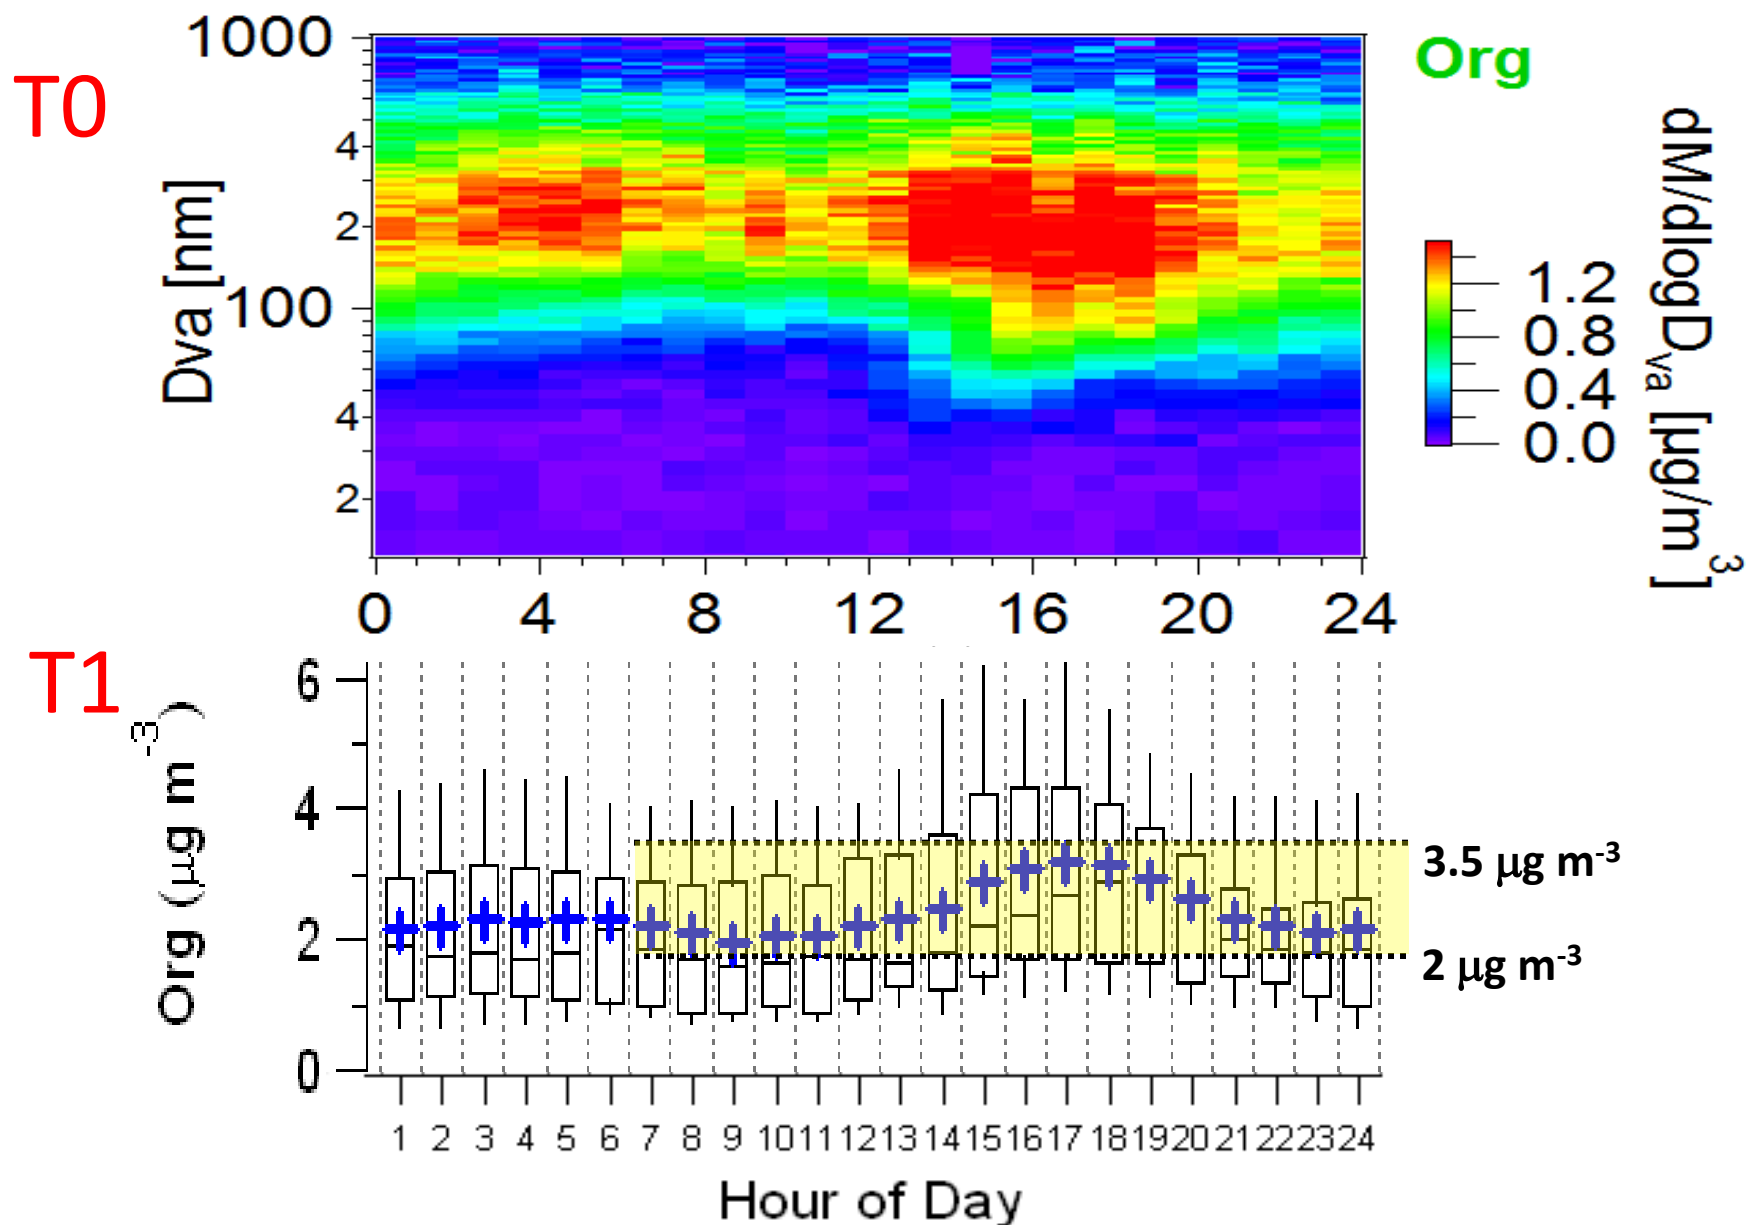 T0
Org
1000
4
2
100
4
2
Dva [nm]
0 4 8 12 16 20 24
1.2
0.8
0.4
0.0
dM/dlogDva [µg/m3]
T1
Org (µg m-3)
6
4
2
0
3.5 µg m-3
2 µg m-3
1 2 3 4 5 6 7 8 9 10 11 12 13 14 15 16 17 18 19 20 21 22 23 24
Hour of Day